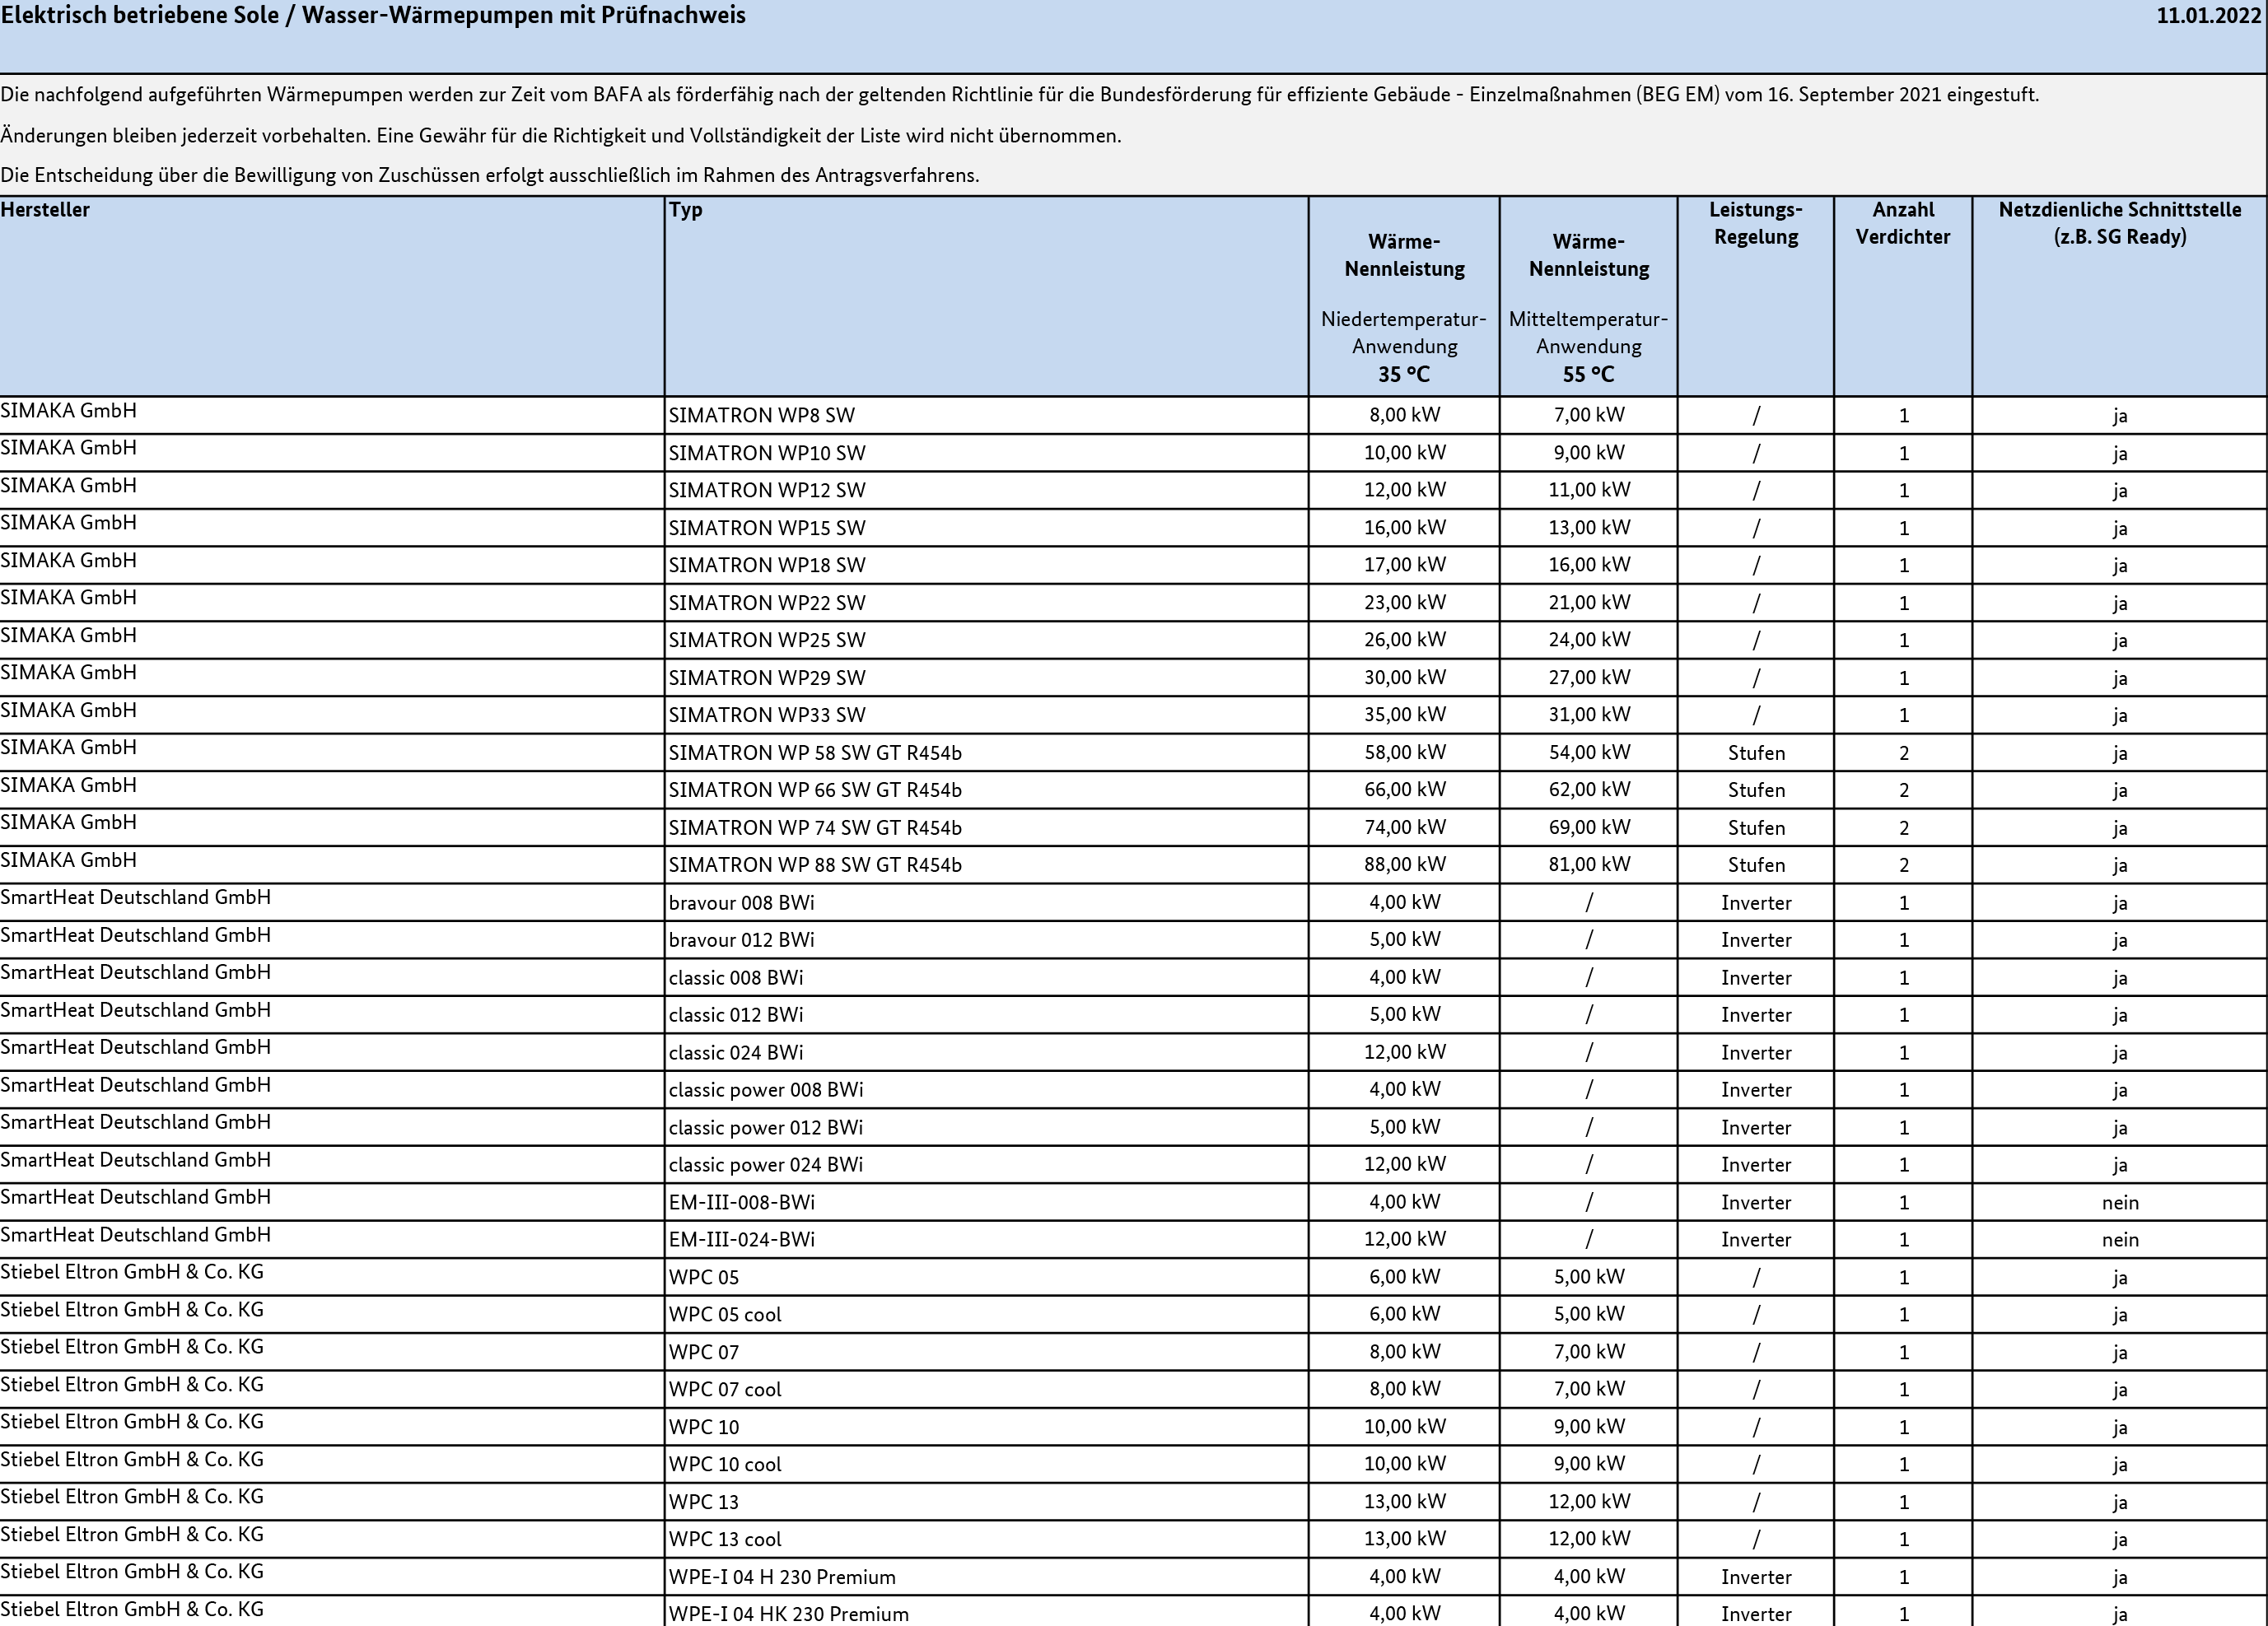 Elektrisch betriebene Sole / Wasser-Wärmepumpen mit Prüfnachweis 11.01.2022
Die nachfolgend aufgeführten Wärmepumpen werden zur Zeit vom BAFA als förderfähig nach der geltenden Richtlinie für die Bundesförderung für effiziente Gebäude - Einzelmaßnahmen (BEG EM) vom 16. September 2021 eingestuft.
Änderungen bleiben jederzeit vorbehalten. Eine Gewähr für die Richtigkeit und Vollständigkeit der Liste wird nicht übernommen.
Die Entscheidung über die Bewilligung von Zuschüssen erfolgt ausschließlich im Rahmen des Antragsverfahrens.
Hersteller
Typ
Wärme-
Nennleistung
Niedertemperatur-
Anwendung
35 °C
Wärme-
Nennleistung
Mitteltemperatur-
Anwendung
55 °C
Leistungs-
Regelung
Anzahl
Verdichter
Netzdienliche Schnittstelle
(z.B. SG Ready)
SIMAKA GmbH SIMATRON WP8 SW 8,00 kW 7,00 kW / 1 ja
SIMAKA GmbH SIMATRON WP10 SW 10,00 kW 9,00 kW / 1 ja
SIMAKA GmbH SIMATRON WP12 SW 12,00 kW 11,00 kW / 1 ja
SIMAKA GmbH SIMATRON WP15 SW 16,00 kW 13,00 kW / 1 ja
SIMAKA GmbH SIMATRON WP18 SW 17,00 kW 16,00 kW / 1 ja
SIMAKA GmbH SIMATRON WP22 SW 23,00 kW 21,00 kW / 1 ja
SIMAKA GmbH SIMATRON WP25 SW 26,00 kW 24,00 kW / 1 ja
SIMAKA GmbH SIMATRON WP29 SW 30,00 kW 27,00 kW / 1 ja
SIMAKA GmbH SIMATRON WP33 SW 35,00 kW 31,00 kW / 1 ja
SIMAKA GmbH SIMATRON WP 58 SW GT R454b 58,00 kW 54,00 kW Stufen 2 ja
SIMAKA GmbH SIMATRON WP 66 SW GT R454b 66,00 kW 62,00 kW Stufen 2 ja
SIMAKA GmbH SIMATRON WP 74 SW GT R454b 74,00 kW 69,00 kW Stufen 2 ja
SIMAKA GmbH SIMATRON WP 88 SW GT R454b 88,00 kW 81,00 kW Stufen 2 ja
SmartHeat Deutschland GmbH bravour 008 BWi 4,00 kW / Inverter 1 ja
SmartHeat Deutschland GmbH bravour 012 BWi 5,00 kW / Inverter 1 ja
SmartHeat Deutschland GmbH classic 008 BWi 4,00 kW / Inverter 1 ja
SmartHeat Deutschland GmbH classic 012 BWi 5,00 kW / Inverter 1 ja
SmartHeat Deutschland GmbH classic 024 BWi 12,00 kW / Inverter 1 ja
SmartHeat Deutschland GmbH classic power 008 BWi 4,00 kW / Inverter 1 ja
SmartHeat Deutschland GmbH classic power 012 BWi 5,00 kW / Inverter 1 ja
SmartHeat Deutschland GmbH classic power 024 BWi 12,00 kW / Inverter 1 ja
SmartHeat Deutschland GmbH EM-III-008-BWi 4,00 kW / Inverter 1 nein
SmartHeat Deutschland GmbH EM-III-024-BWi 12,00 kW / Inverter 1 nein
Stiebel Eltron GmbH & Co. KG WPC 05 6,00 kW 5,00 kW / 1 ja
Stiebel Eltron GmbH & Co. KG WPC 05 cool 6,00 kW 5,00 kW / 1 ja
Stiebel Eltron GmbH & Co. KG WPC 07 8,00 kW 7,00 kW / 1 ja
Stiebel Eltron GmbH & Co. KG WPC 07 cool 8,00 kW 7,00 kW / 1 ja
Stiebel Eltron GmbH & Co. KG WPC 10 10,00 kW 9,00 kW / 1 ja
Stiebel Eltron GmbH & Co. KG WPC 10 cool 10,00 kW 9,00 kW / 1 ja
Stiebel Eltron GmbH & Co. KG WPC 13 13,00 kW 12,00 kW / 1 ja
Stiebel Eltron GmbH & Co. KG WPC 13 cool 13,00 kW 12,00 kW / 1 ja
Stiebel Eltron GmbH & Co. KG WPE-I 04 H 230 Premium 4,00 kW 4,00 kW Inverter 1 ja
Stiebel Eltron GmbH & Co. KG WPE-I 04 HK 230 Premium 4,00 kW 4,00 kW Inverter 1 ja